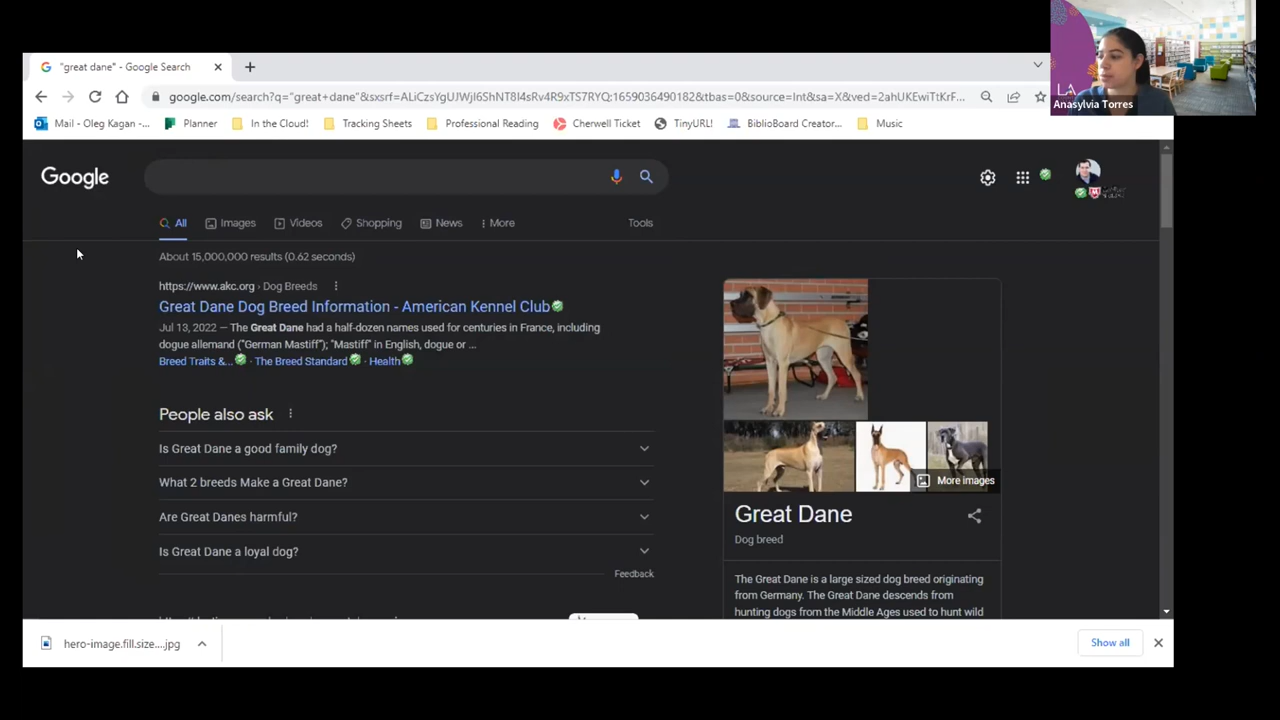 "great dane" - Google Search
google.com/search?q="great+dane"&sxsrf=ALiCzsYgUJWjI6ShNT8I4sRv4R9xTS7RYQ:1659036490182&tbas=0&source=Int&sa=X&ved=2ahUKEwiTtKrF...
Mail - Oleg Kagan -... Planner In the Cloud! Tracking Sheets Professional Reading Cherwell Ticket TinyURL! BiblioBoard Creator... Music
LA
Anasylvia Torres
Google
All Images Videos Shopping News More Tools
About 15,000,000 results (0.62 seconds)
https://www.akc.org › Dog Breeds
Great Dane Dog Breed Information - American Kennel Club
Jul 13, 2022 — The Great Dane had a half-dozen names used for centuries in France, including
dogue allemand ("German Mastiff"); "Mastiff" in English, dogue or ...
Breed Traits &... · The Breed Standard · Health
People also ask
Is Great Dane a good family dog?
What 2 breeds Make a Great Dane?
Are Great Danes harmful?
Is Great Dane a loyal dog?
Feedback
More images
Great Dane
Dog breed
The Great Dane is a large sized dog breed originating
from Germany. The Great Dane descends from
hunting dogs from the Middle Ages used to hunt wild
hero-image.fill.size....jpg
Show all